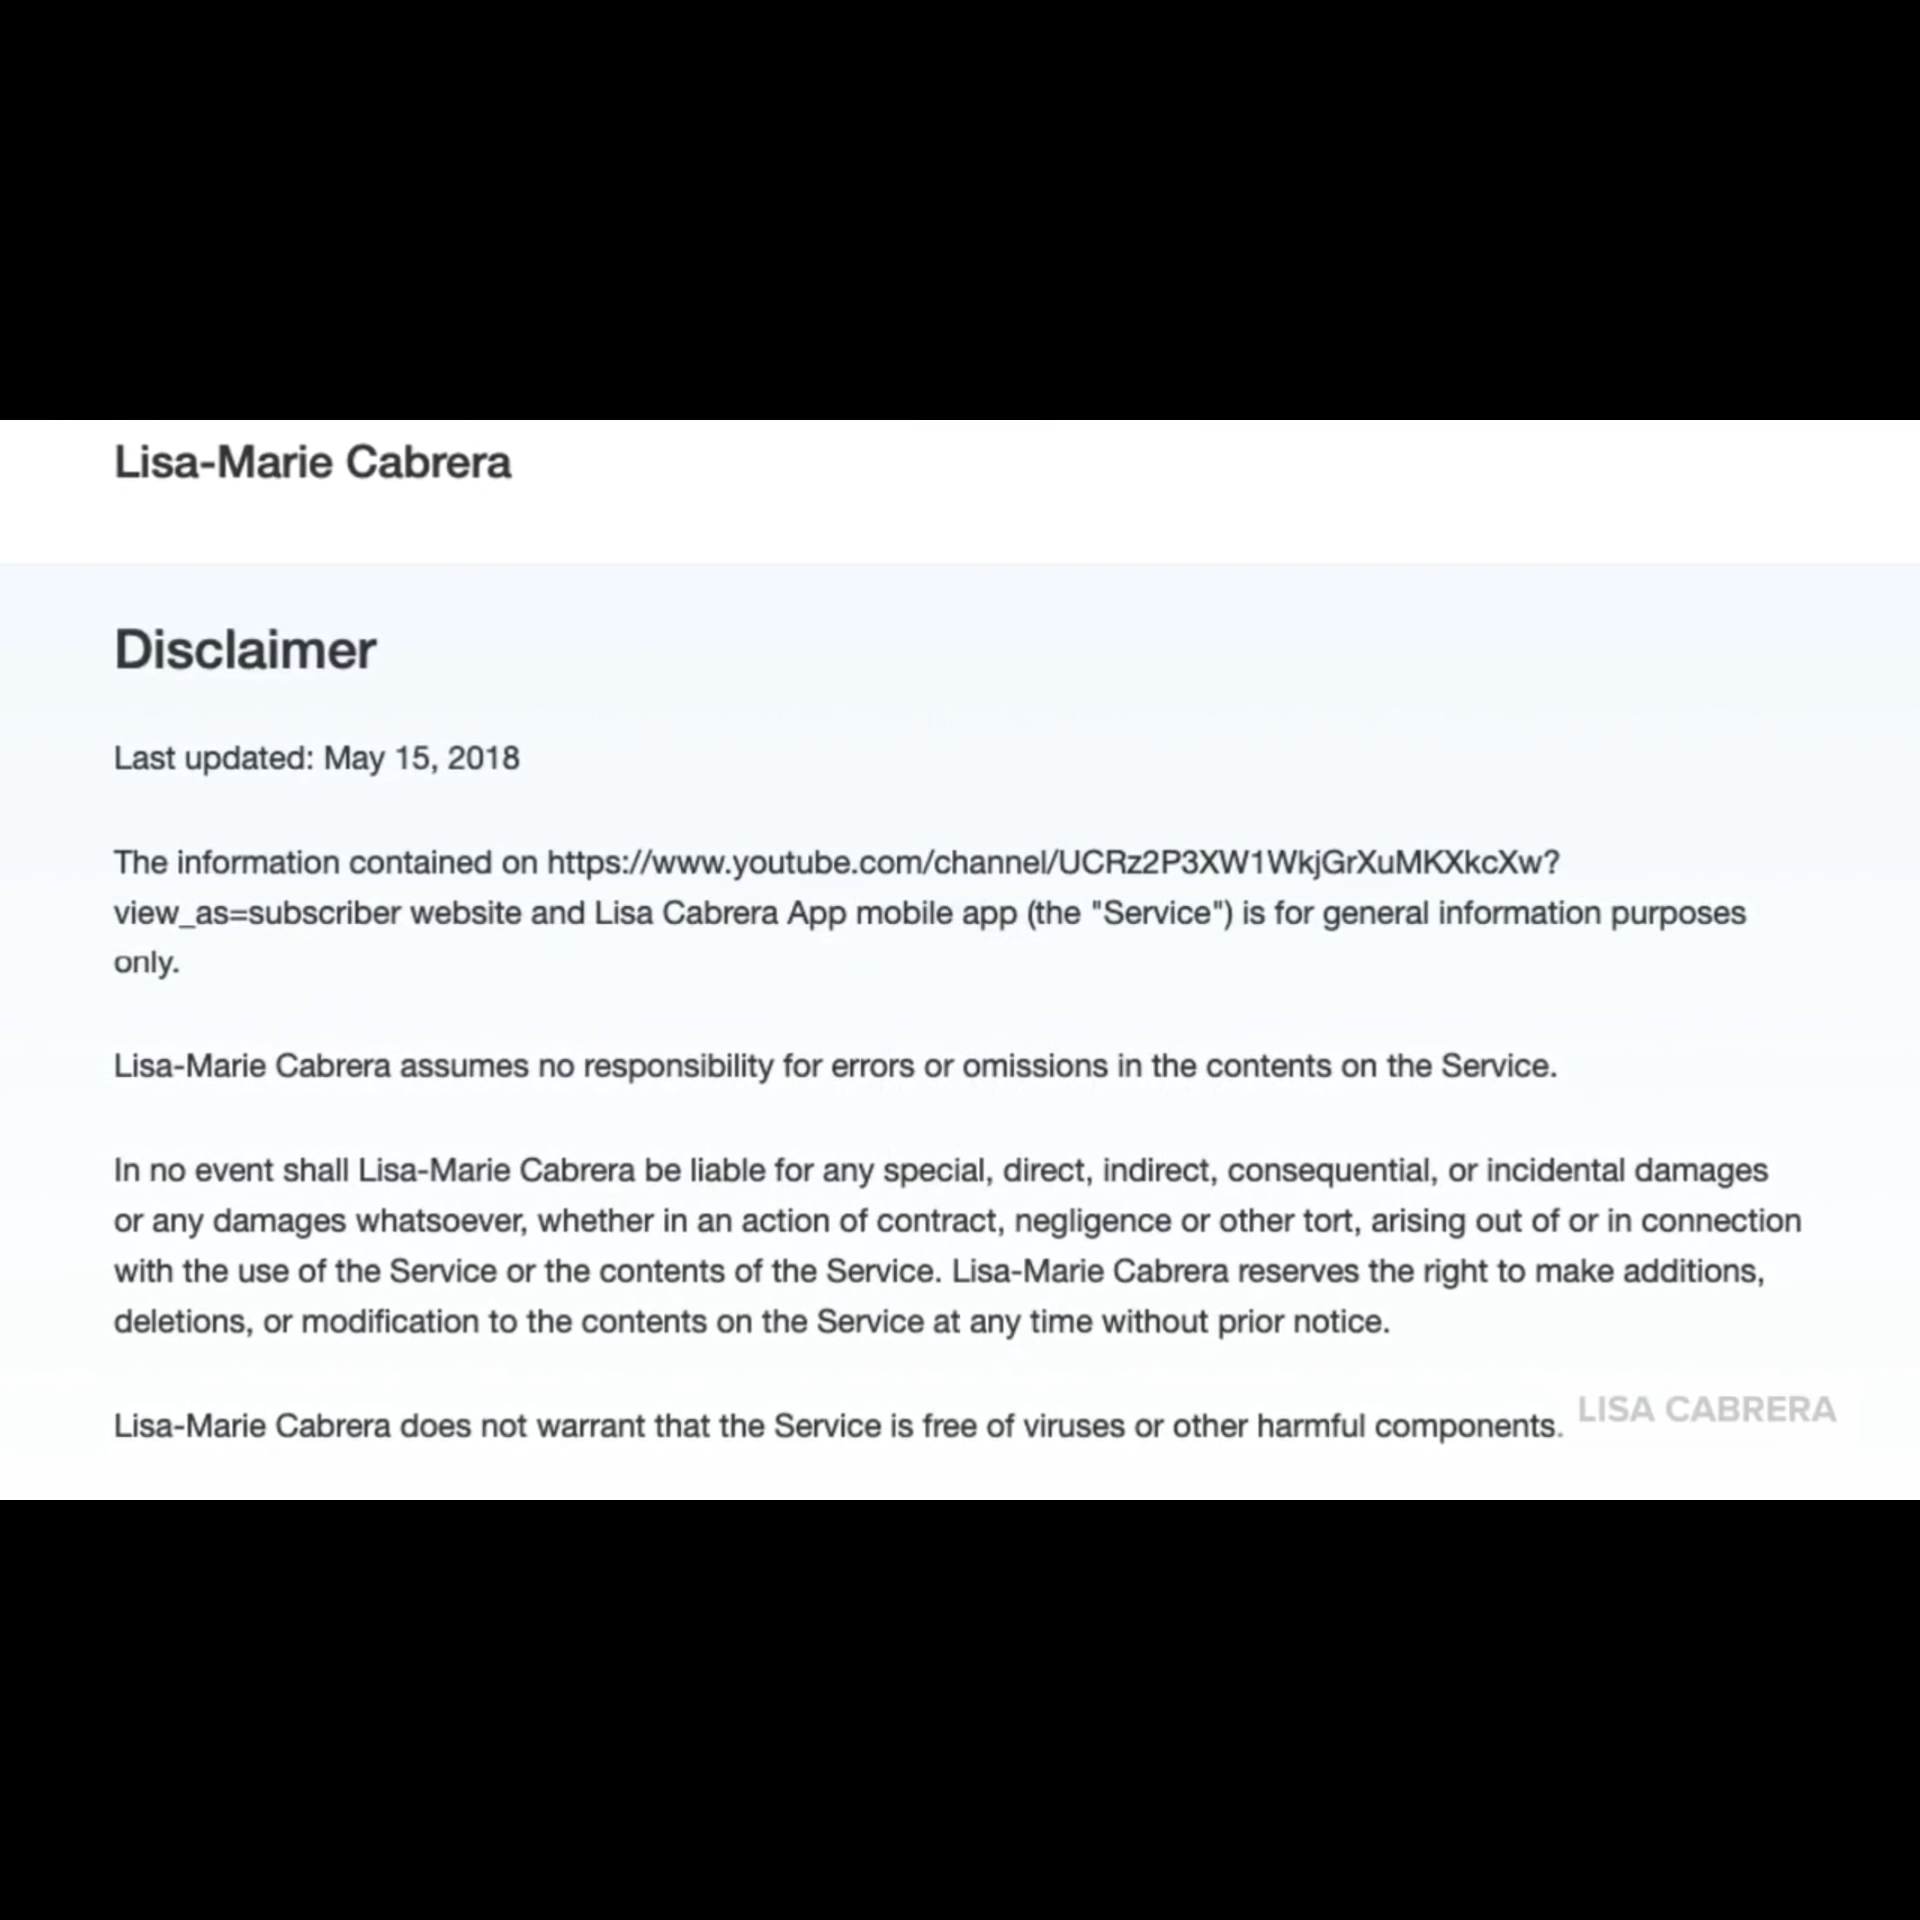 Lisa-Marie Cabrera
Disclaimer
Last updated: May 15, 2018
The information contained on https://www.youtube.com/channel/UCRz2P3XW1WkjGrXuMKXkcXw?
view_as=subscriber website and Lisa Cabrera App mobile app (the "Service") is for general information purposes
only.
Lisa-Marie Cabrera assumes no responsibility for errors or omissions in the contents on the Service.
In no event shall Lisa-Marie Cabrera be liable for any special, direct, indirect, consequential, or incidental damages
or any damages whatsoever, whether in an action of contract, negligence or other tort, arising out of or in connection
with the use of the Service or the contents of the Service. Lisa-Marie Cabrera reserves the right to make additions,
deletions, or modification to the contents on the Service at any time without prior notice.
Lisa-Marie Cabrera does not warrant that the Service is free of viruses or other harmful components.
LISA CABRERA